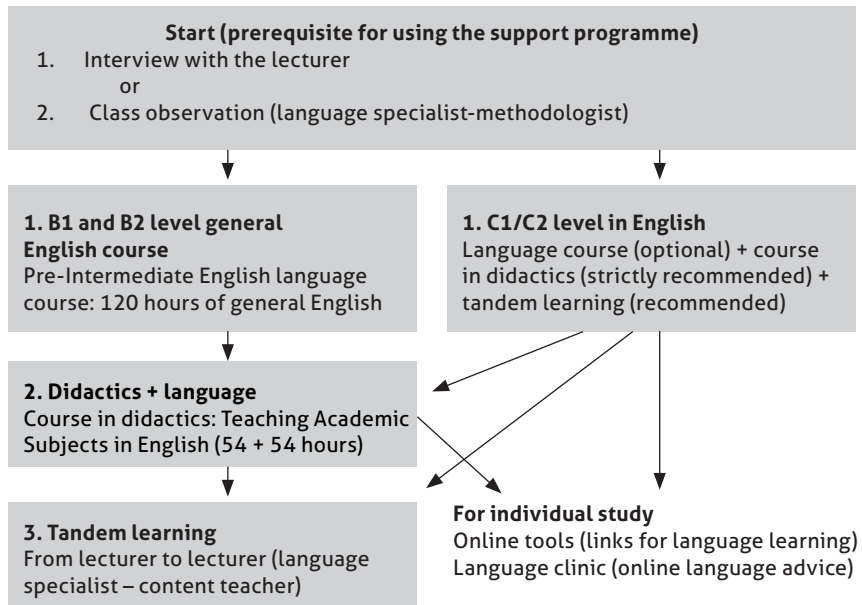 Start (prerequisite for using the support programme)
1. Interview with the lecturer
or
2. Class observation (language specialist-methodologist)
1. B1 and B2 level general
English course
Pre-Intermediate English language
course: 120 hours of general English
1. C1/C2 level in English
Language course (optional) + course
in didactics (strictly recommended) +
tandem learning (recommended)
2. Didactics + language
Course in didactics: Teaching Academic
Subjects in English (54 + 54 hours)
3. Tandem learning
From lecturer to lecturer (language
specialist – content teacher)
For individual study
Online tools (links for language learning)
Language clinic (online language advice)